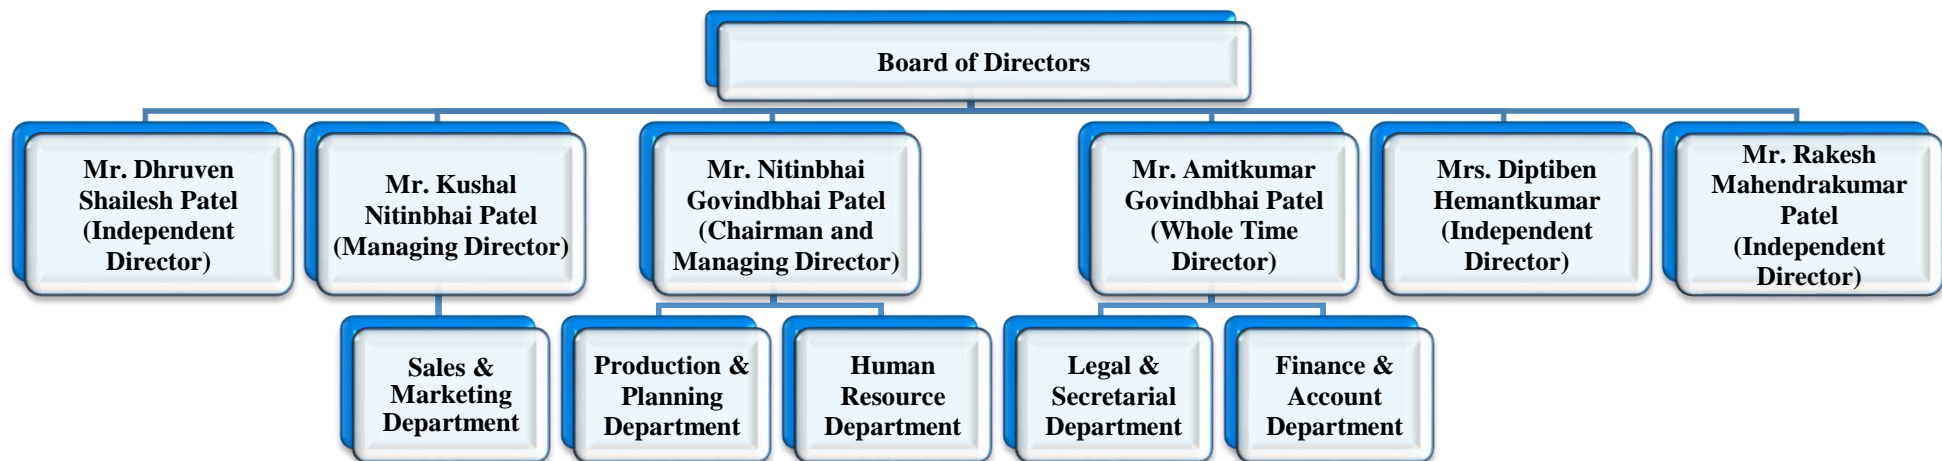 Board of Directors
Mr. Dhruven
Shailesh Patel
(Independent
Director)
Mr. Kushal
Nitinbhai Patel
(Managing Director)
Mr. Nitinbhai
Govindbhai Patel
(Chairman and
Managing Director)
Mr. Amitkumar
Govindbhai Patel
(Whole Time
Director)
Mrs. Diptiben
Hemantkumar
(Independent
Director)
Mr. Rakesh
Mahendrakumar
Patel
(Independent
Director)
Sales &
Marketing
Department
Production &
Planning
Department
Human
Resource
Department
Legal &
Secretarial
Department
Finance &
Account
Department